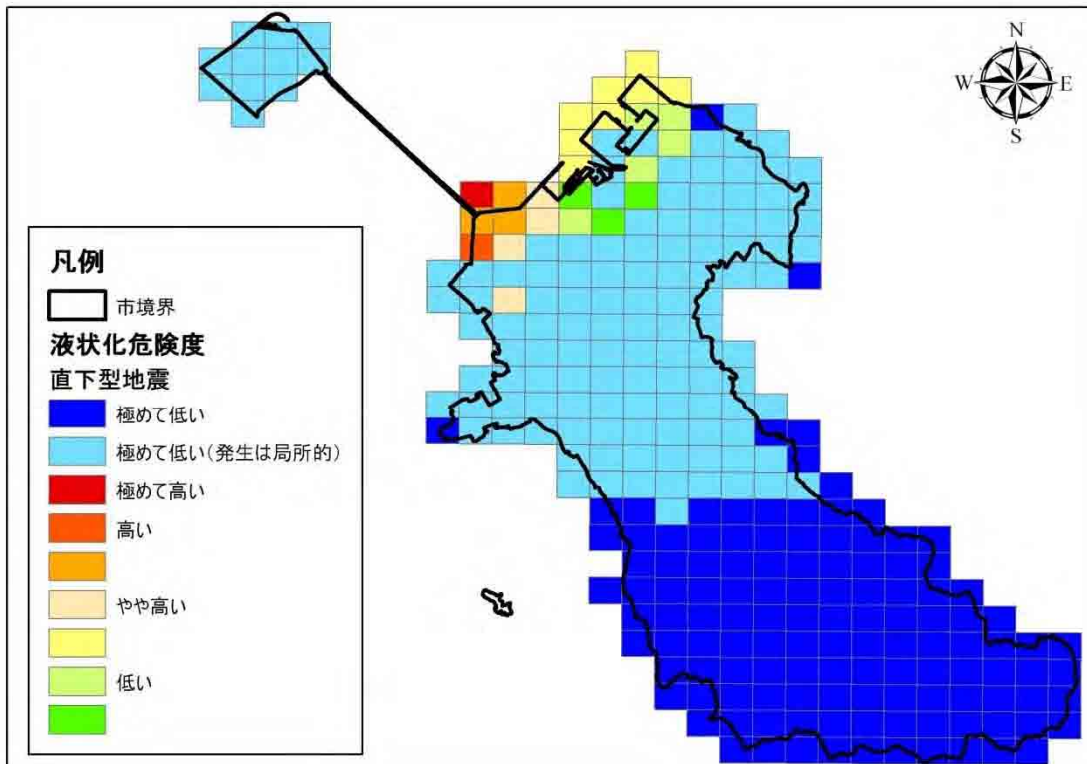 N
W E
S
凡例
市境界
液状化危険度
直下型地震
極めて低い
極めて低い(発生は局所的)
極めて高い
高い
やや高い
低い